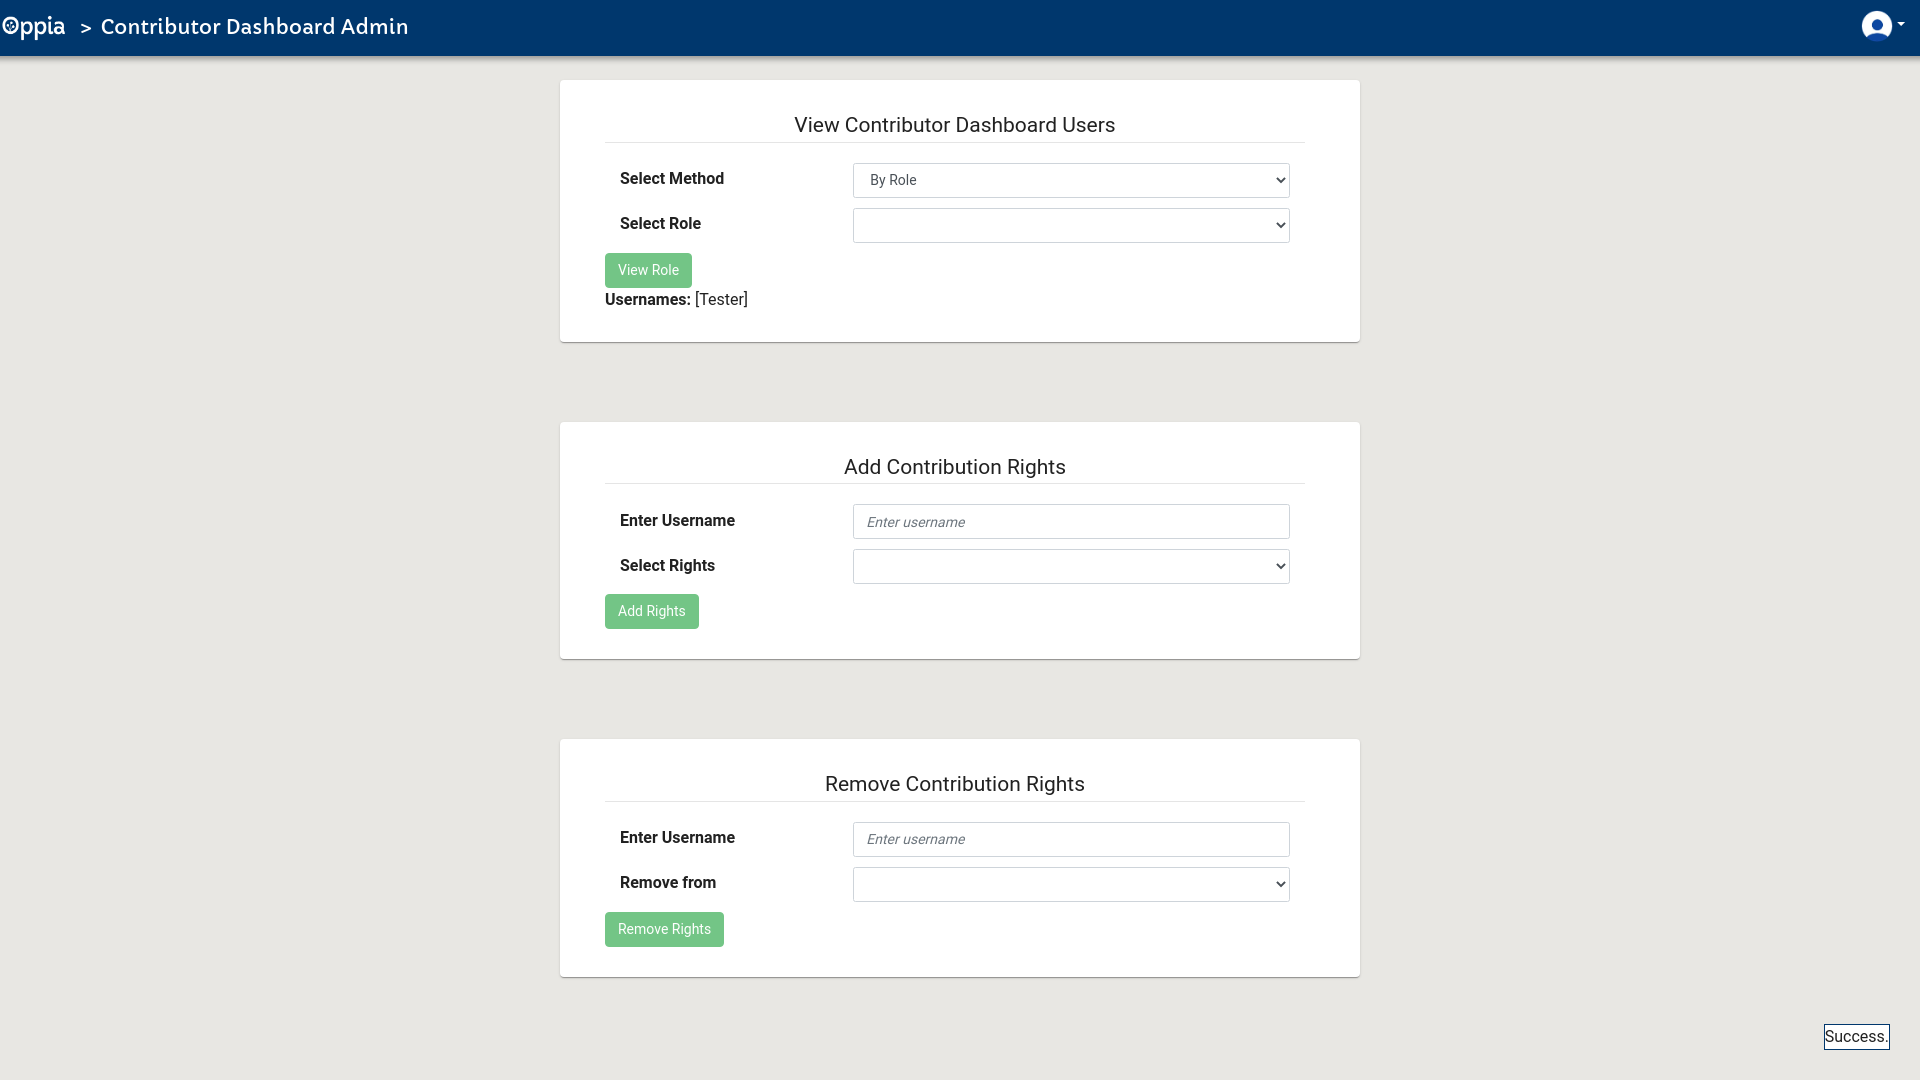 Oppia > Contributor Dashboard Admin
View Contributor Dashboard Users
Select Method
By Role
Select Role
View Role
Usernames: [Tester]
Add Contribution Rights
Enter Username
Enter username
Select Rights
Add Rights
Remove Contribution Rights
Enter Username
Enter username
Remove from
Remove Rights
Success.